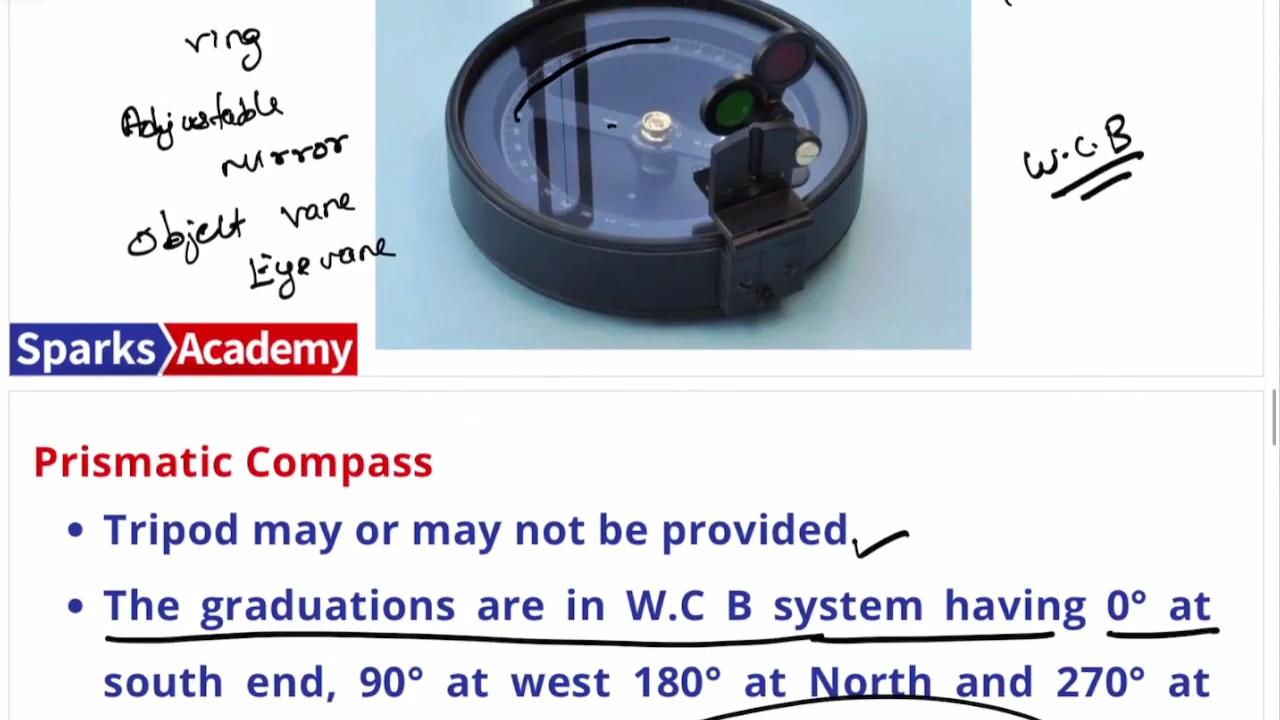 ring
Adjustable
mirror
W.C.B
Object vane
Eye vane
Sparks Academy
Prismatic Compass
• Tripod may or may not be provided.
• The graduations are in W.C B system having 0° at
south end, 90° at west 180° at North and 270° at